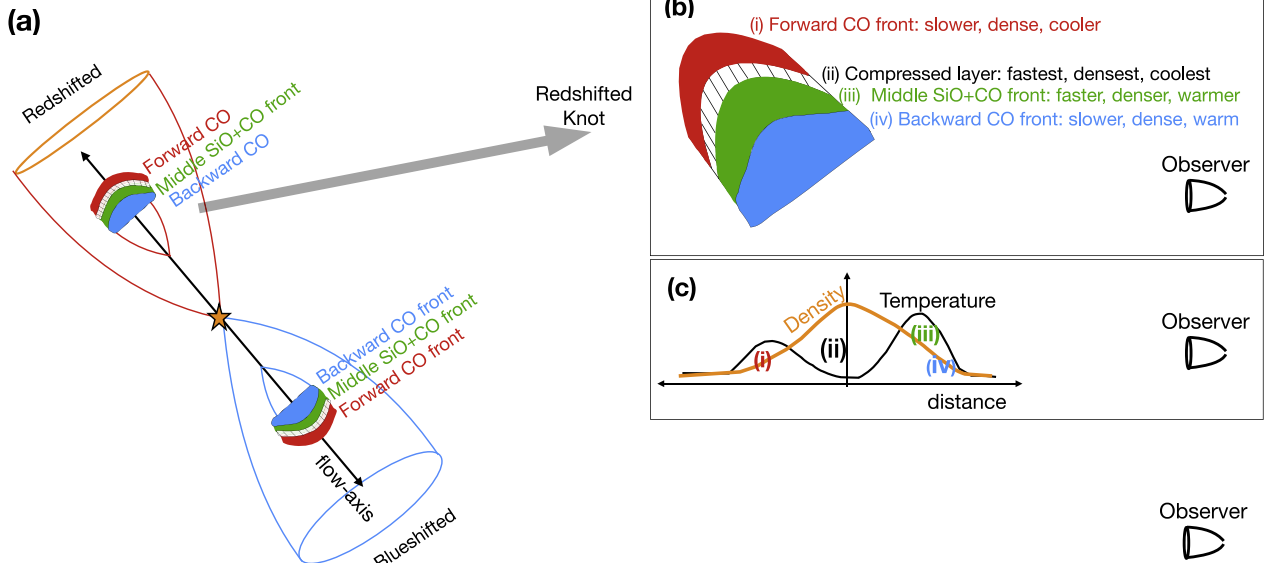 (a)
Redshifted
Forward CO
Middle SiO+CO front
Backward CO
Redshifted
Knot
Backward CO front
Middle SiO+CO front
Forward CO front
flow-axis
Blueshifted
(b)
(i) Forward CO front: slower, dense, cooler
(ii) Compressed layer: fastest, densest, coolest
(iii) Middle SiO+CO front: faster, denser, warmer
(iv) Backward CO front: slower, dense, warm
Observer
(c)
Density
Temperature
(i)
(ii)
(iii)
(iv)
distance
Observer
Observer